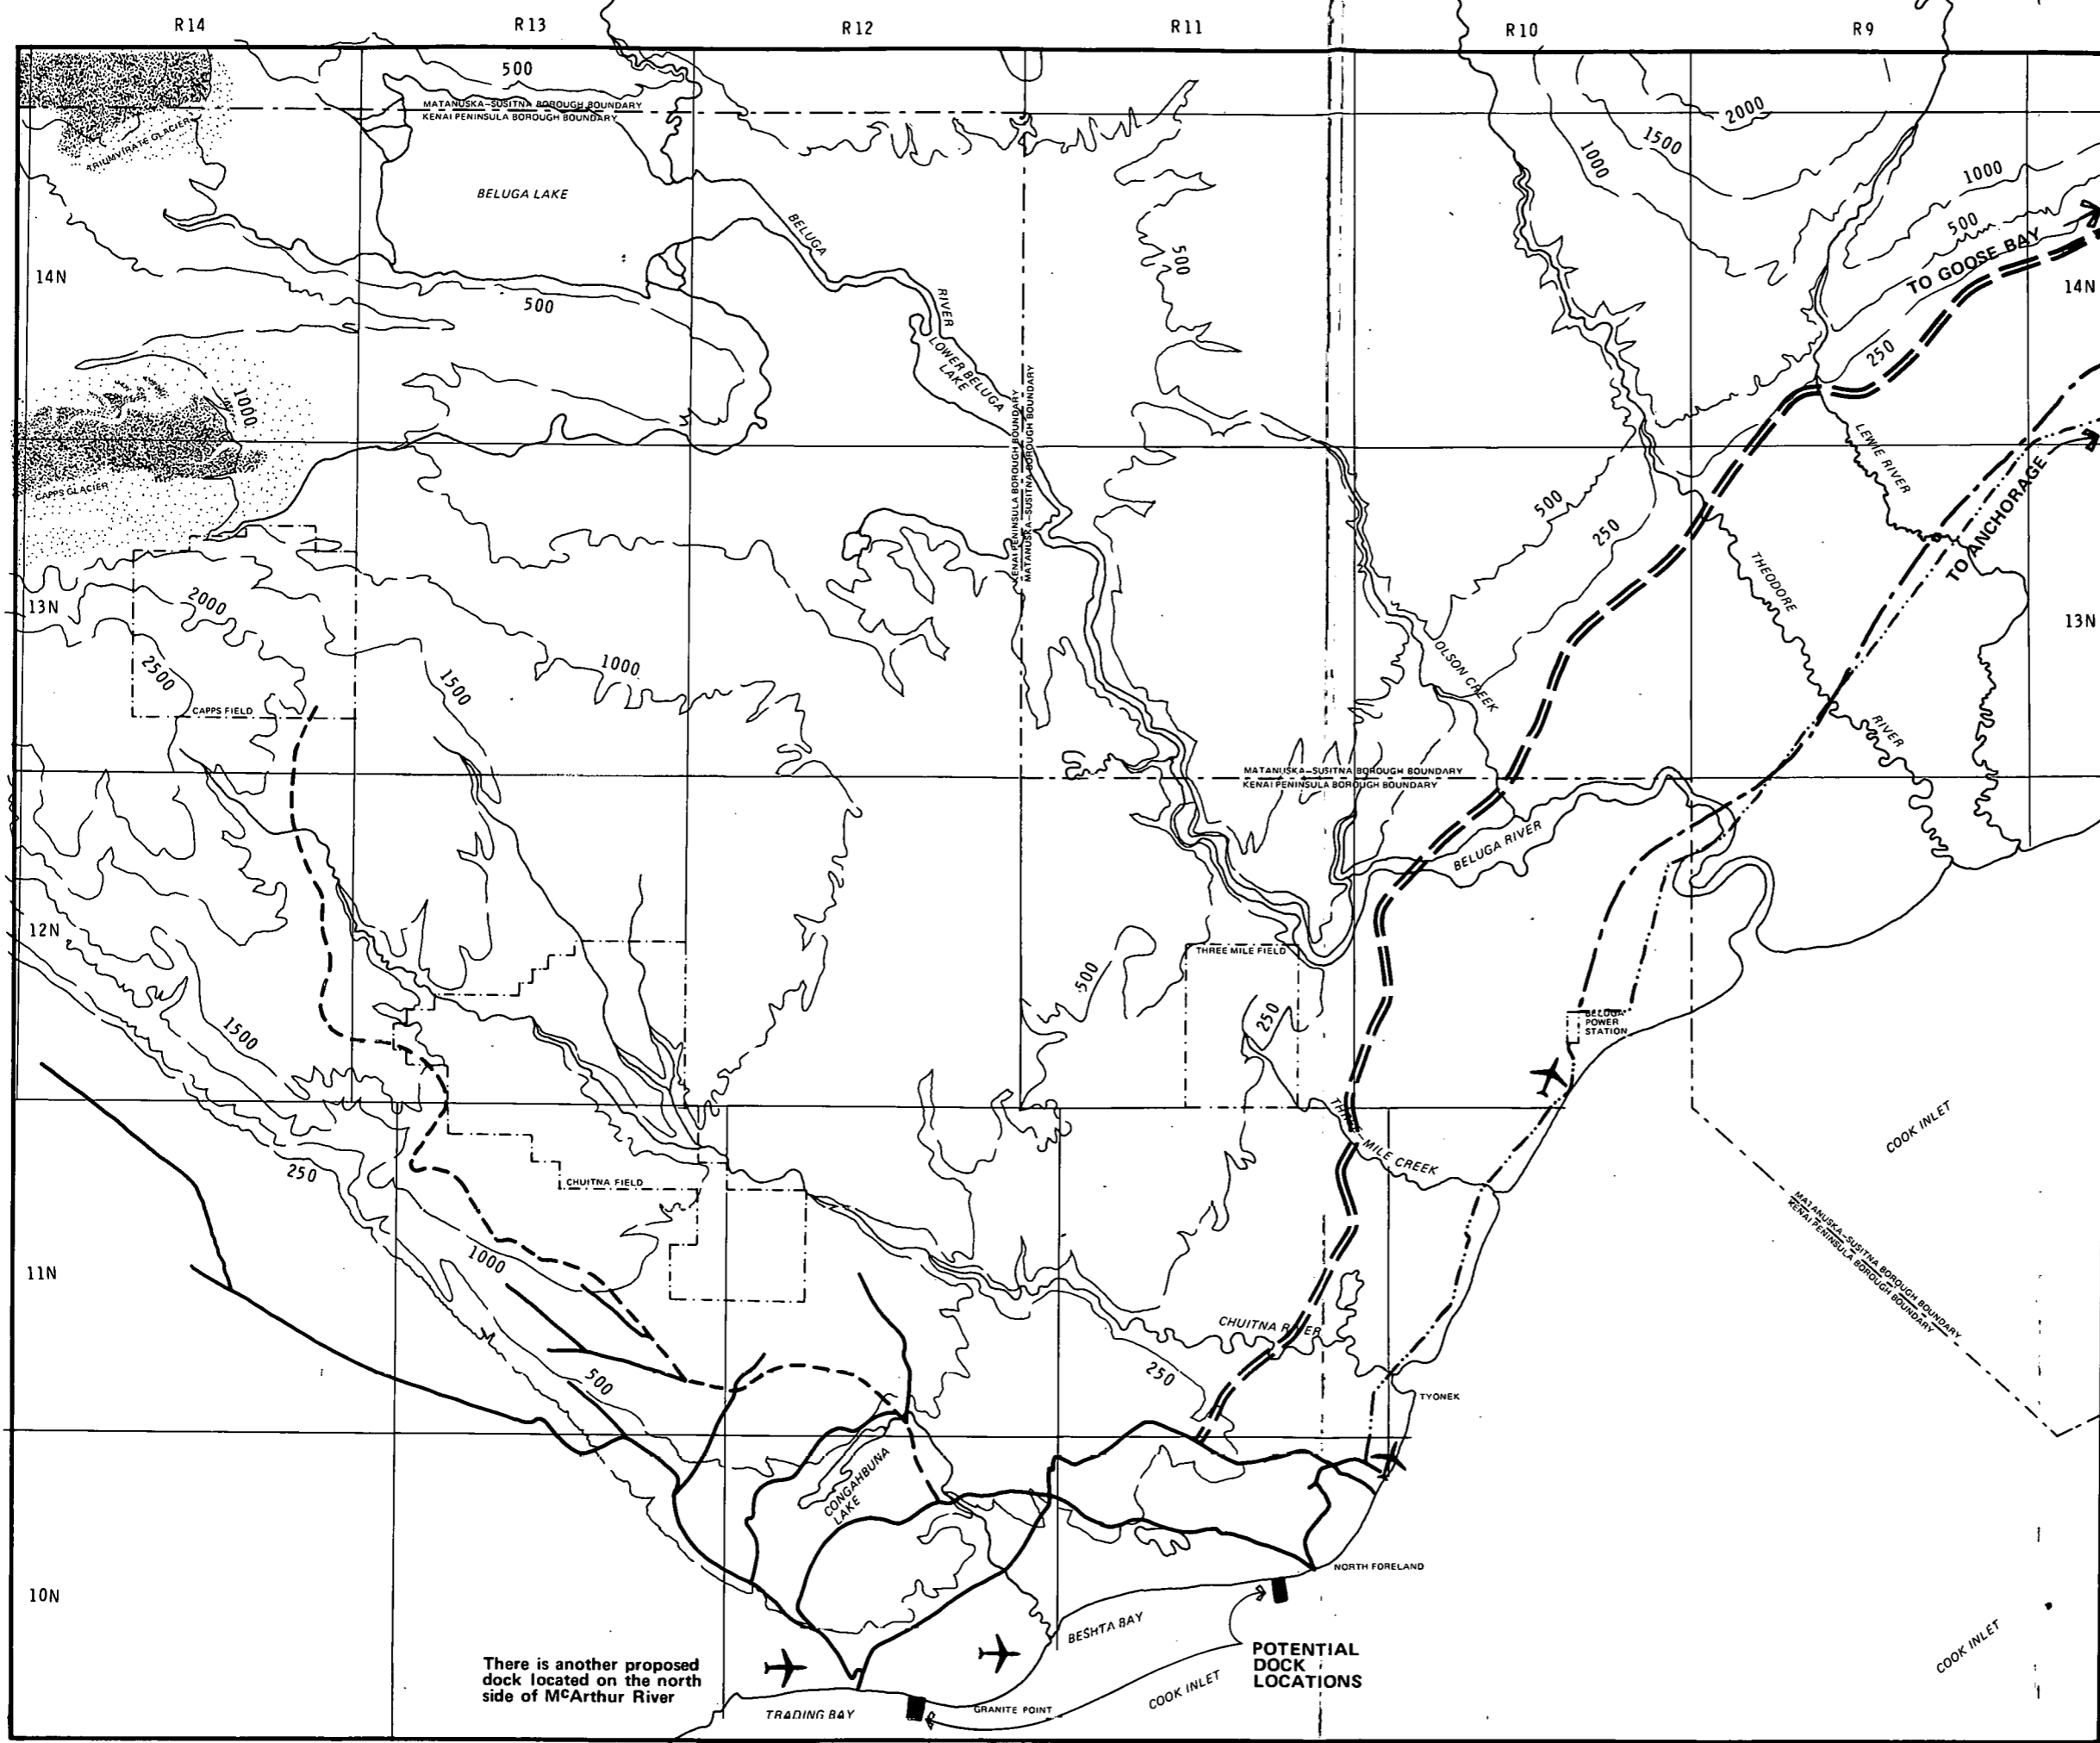 R14 R13 R12 R11 R10 R9
500
MATANUSKA-SUSITNA BOROUGH BOUNDARY
KENAI PENINSULA BOROUGH BOUNDARY
2000
1500
1000
TRIUMVIRATE GLACIER
BELUGA LAKE
BELUGA
RIVER
500
1000
500
TO GOOSE BAY
14N
14N
500
250
LOWER BELUGA
LAKE
1000
KENAI PENINSULA BOROUGH BOUNDARY
MATANUSKA-SUSITNA BOROUGH BOUNDARY
LEWIE RIVER
CAPPS GLACIER
500
250
TO ANCHORAGE
THEODORE
RIVER
13N
13N
2000
2500
1500
1000
OLSON CREEK
CAPPS FIELD
MATANUSKA-SUSITNA BOROUGH BOUNDARY
KENAI PENINSULA BOROUGH BOUNDARY
BELUGA RIVER
12N
THREE MILE FIELD
500
250
1500
BELUGA
POWER
STATION
THREE MILE CREEK
COOK INLET
250
CHUITNA FIELD
MATANUSKA-SUSITNA BOROUGH BOUNDARY
KENAI PENINSULA BOROUGH BOUNDARY
11N
1000
CHUITNA RIVER
250
500
TYONEK
CONGAHBUNA
LAKE
NORTH FORELAND
10N
BESHTA BAY
COOK INLET
There is another proposed
dock located on the north
side of McArthur River
POTENTIAL
DOCK
LOCATIONS
COOK INLET
GRANITE POINT
TRADING BAY